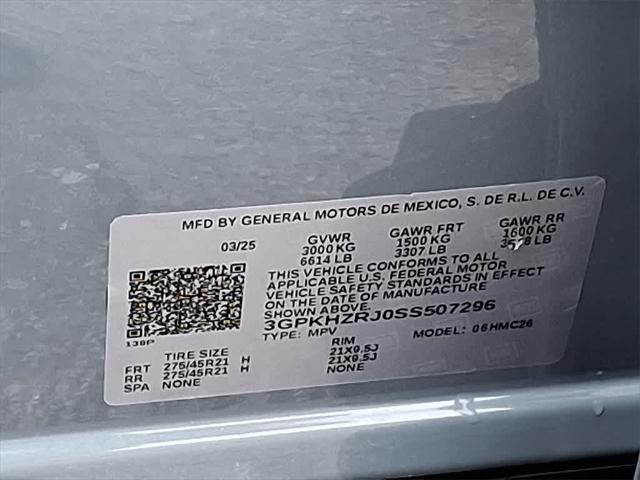 MFD BY GENERAL MOTORS DE MEXICO, S. DE R.L. DE C.V.
03/25 GVWR GAWR FRT GAWR RR
3000 KG 1500 KG 1600 KG
6614 LB 3307 LB LB
THIS VEHICLE CONFORMS TO ALL
APPLICABLE U.S. FEDERAL MOTOR
VEHICLE SAFETY STANDARDS IN EFFECT
ON THE DATE OF MANUFACTURE
SHOWN ABOVE
3GPKHZRJ0SS507296
TYPE: MPV MODEL: 06HMC26
138P
TIRE SIZE RIM
FRT 275/45R21 H 21X9.5J
RR 275/45R21 H 21X9.5J
SPA NONE NONE